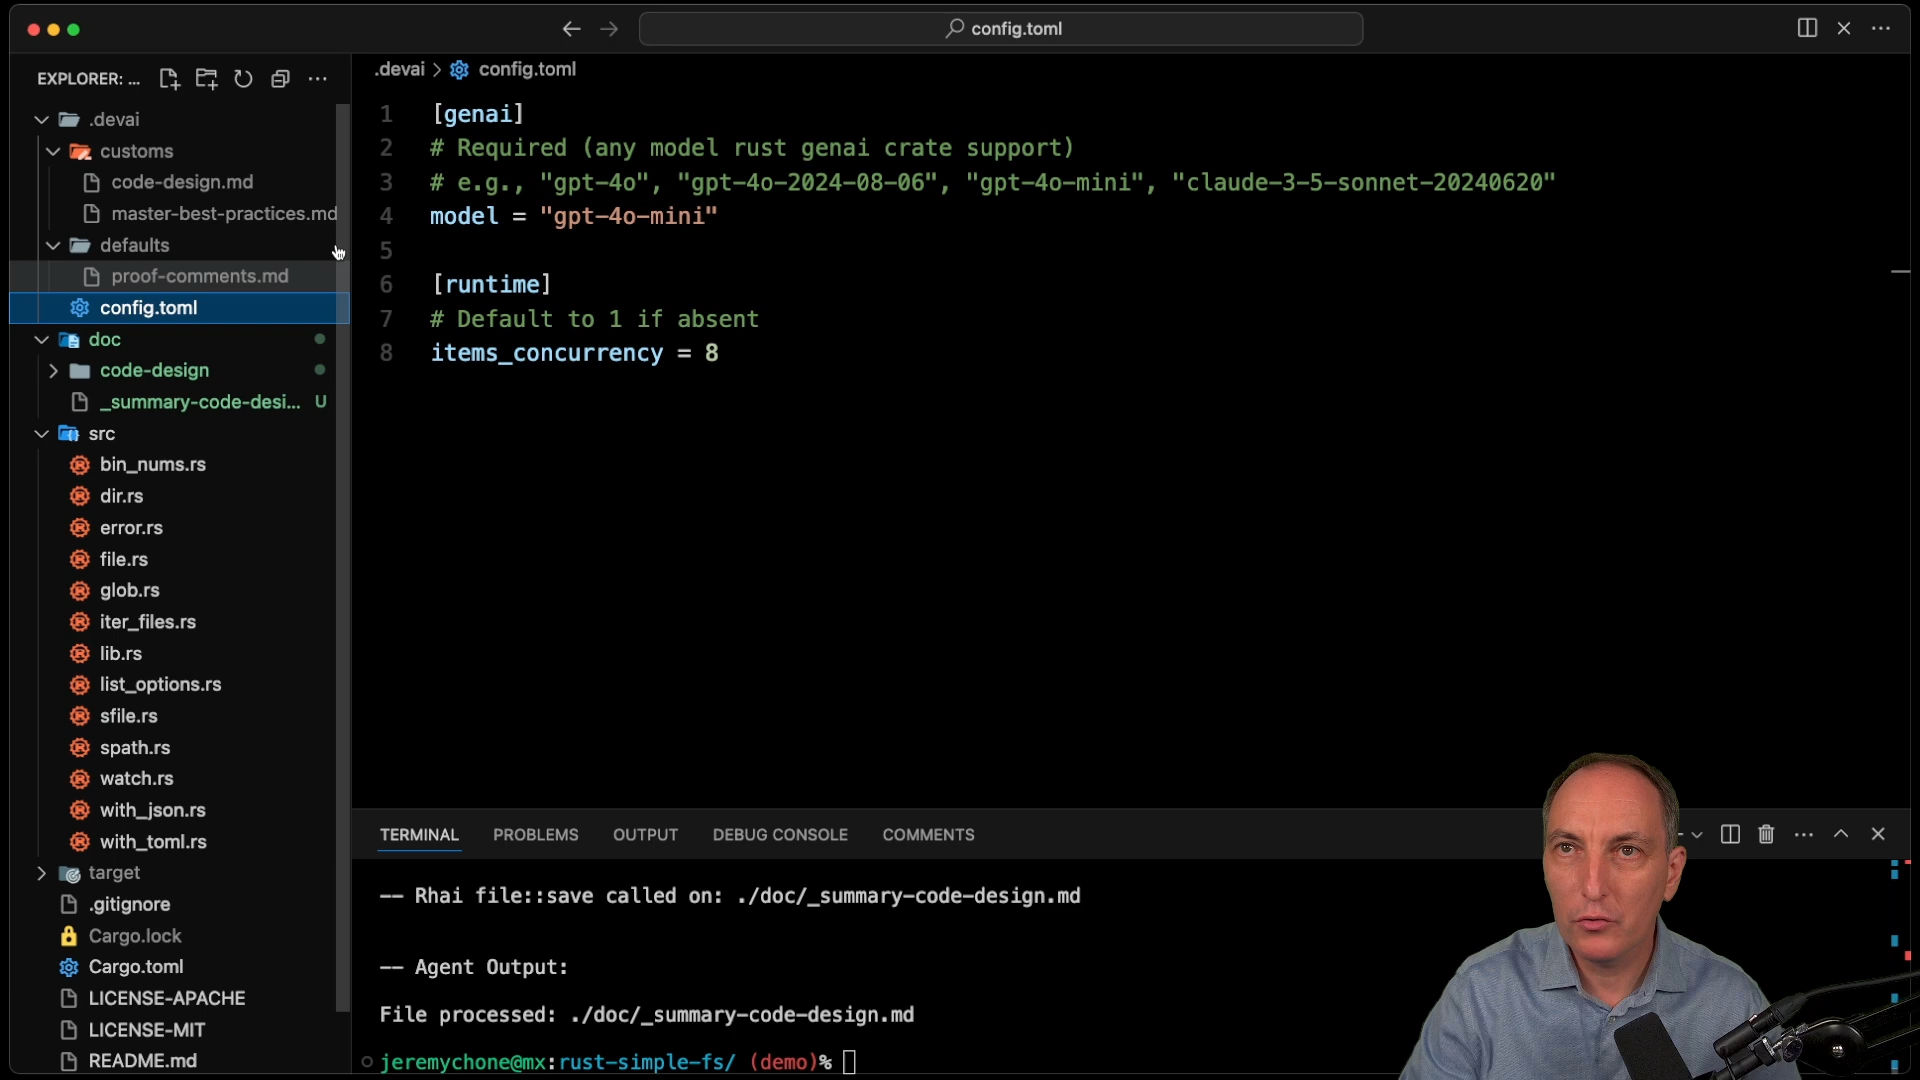 config.toml
EXPLORER: ...
.devai
customs
code-design.md
master-best-practices.md
defaults
proof-comments.md
config.toml
doc
code-design
_summary-code-desi... U
src
bin_nums.rs
dir.rs
error.rs
file.rs
glob.rs
iter_files.rs
lib.rs
list_options.rs
sfile.rs
spath.rs
watch.rs
with_json.rs
with_toml.rs
target
.gitignore
Cargo.lock
Cargo.toml
LICENSE-APACHE
LICENSE-MIT
README.md
.devai > config.toml
1 [genai]
2 # Required (any model rust genai crate support)
3 # e.g., "gpt-4o", "gpt-4o-2024-08-06", "gpt-4o-mini", "claude-3-5-sonnet-20240620"
4 model = "gpt-4o-mini"
5
6 [runtime]
7 # Default to 1 if absent
8 items_concurrency = 8
TERMINAL PROBLEMS OUTPUT DEBUG CONSOLE COMMENTS
-- Rhai file::save called on: ./doc/_summary-code-design.md
-- Agent Output:
File processed: ./doc/_summary-code-design.md
jeremychone@mx:rust-simple-fs/ (demo)%